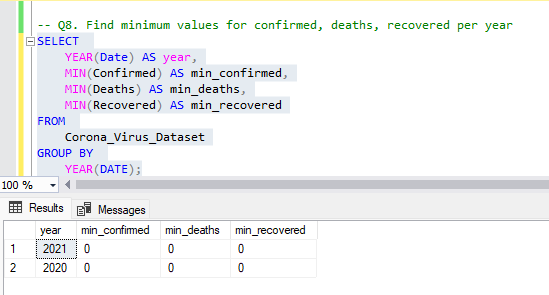 -- Q8. Find minimum values for confirmed, deaths, recovered per year
SELECT
YEAR(Date) AS year,
MIN(Confirmed) AS min_confirmed,
MIN(Deaths) AS min_deaths,
MIN(Recovered) AS min_recovered
FROM
Corona_Virus_Dataset
GROUP BY
YEAR(DATE);
100 %
Results Messages
year min_confirmed min_deaths min_recovered
1 2021 0 0 0
2 2020 0 0 0